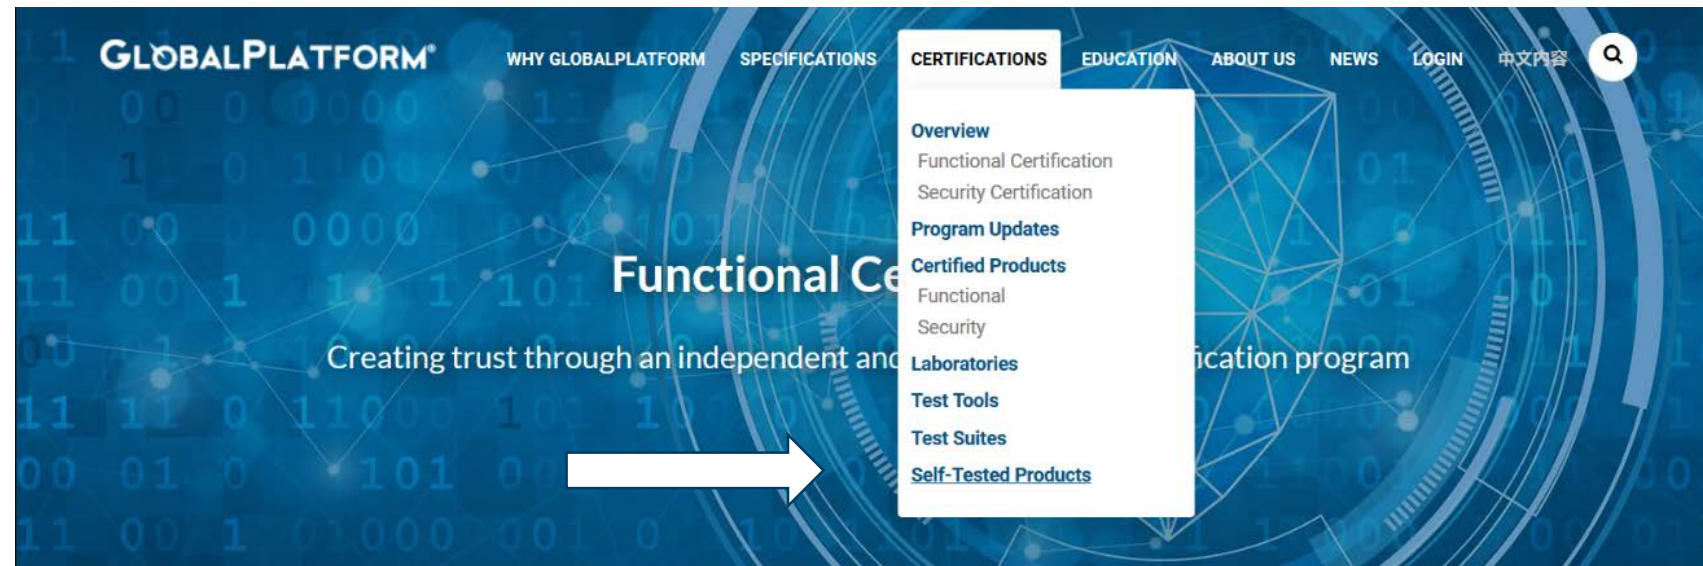 GLOBALPLATFORM®
WHY GLOBALPLATFORM SPECIFICATIONS CERTIFICATIONS EDUCATION ABOUT US NEWS LOGIN 中文内容
Overview
Functional Certification
Security Certification
Program Updates
Certified Products
Functional
Security
Laboratories
Test Tools
Test Suites
Self-Tested Products
Functional Ce
Creating trust through an independent and ication program